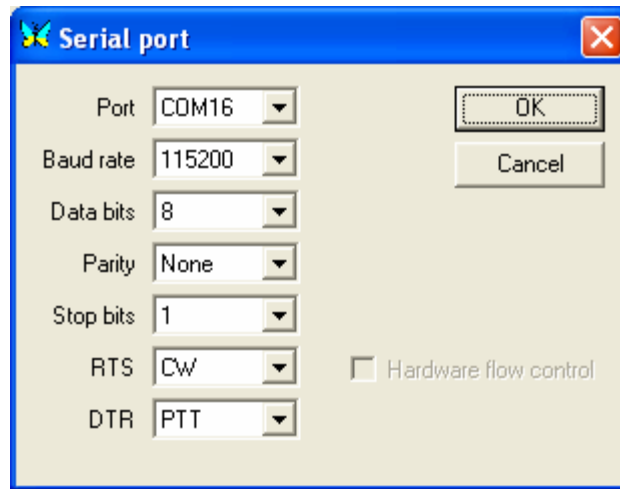 Serial port
Port COM16 OK
Baud rate 115200 Cancel
Data bits 8
Parity None
Stop bits 1
RTS CW Hardware flow control
DTR PTT